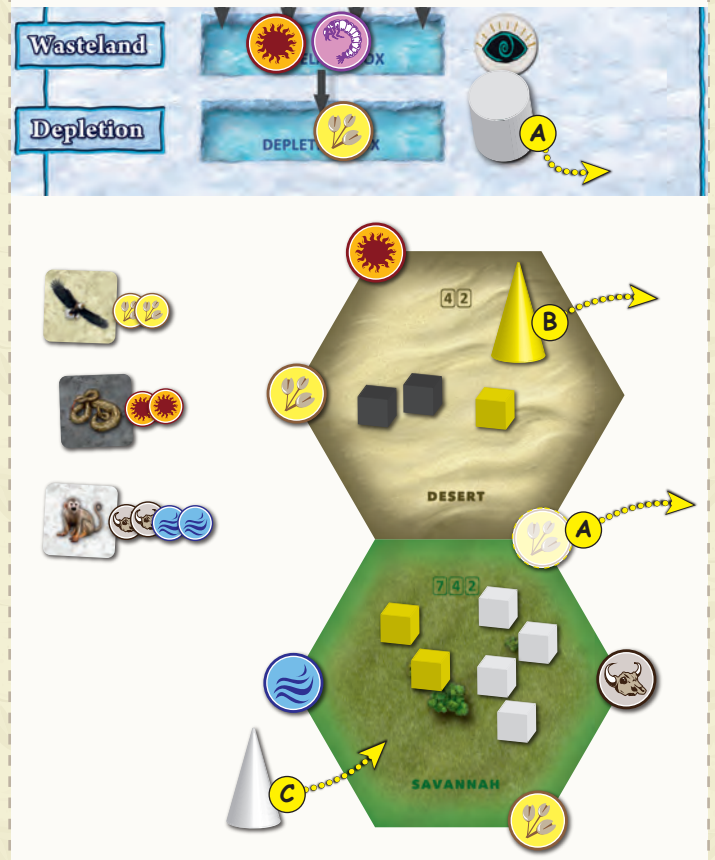 Wasteland
Depletion
A
4 2
B
DESERT
A
7 4 2
C
SAVANNAH